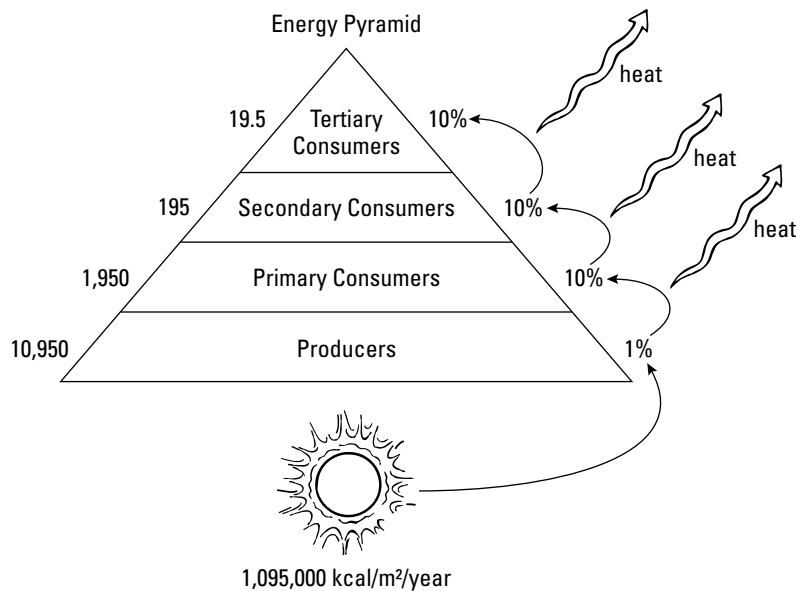 Energy Pyramid
heat
19.5
Tertiary
Consumers
10%
heat
195
Secondary Consumers
10%
heat
1,950
Primary Consumers
10%
10,950
Producers
1%
1,095,000 kcal/m²/year